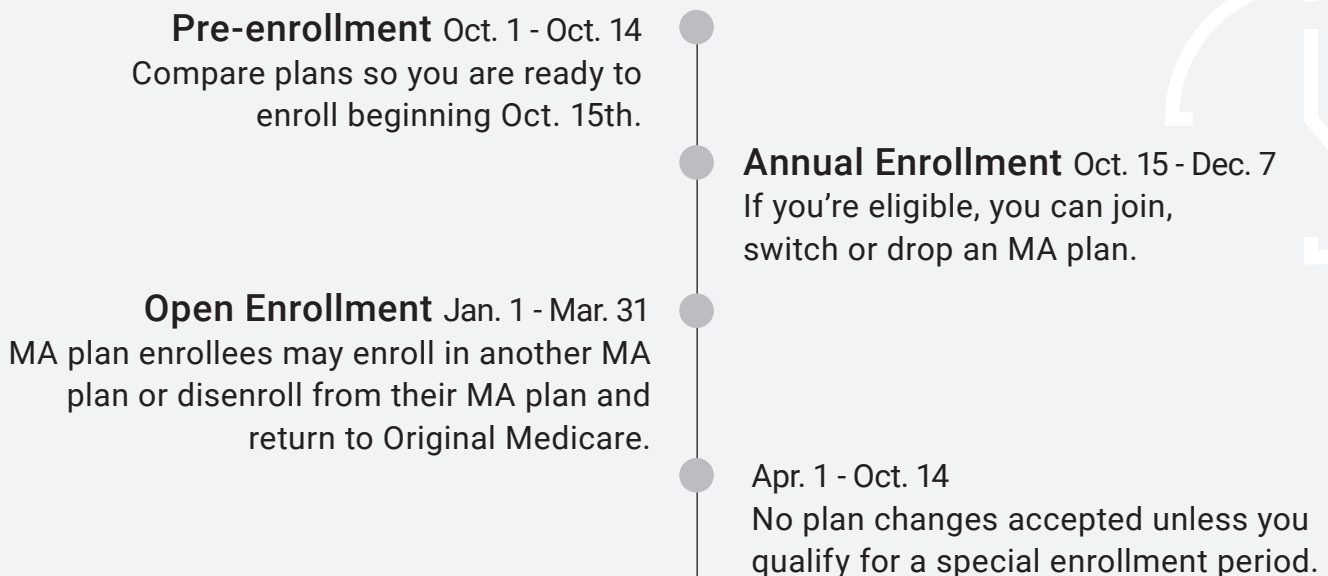 Pre-enrollment Oct. 1 - Oct. 14
Compare plans so you are ready to
enroll beginning Oct. 15th.
Annual Enrollment Oct. 15 - Dec. 7
If you’re eligible, you can join,
switch or drop an MA plan.
Open Enrollment Jan. 1 - Mar. 31
MA plan enrollees may enroll in another MA
plan or disenroll from their MA plan and
return to Original Medicare.
Apr. 1 - Oct. 14
No plan changes accepted unless you
qualify for a special enrollment period.